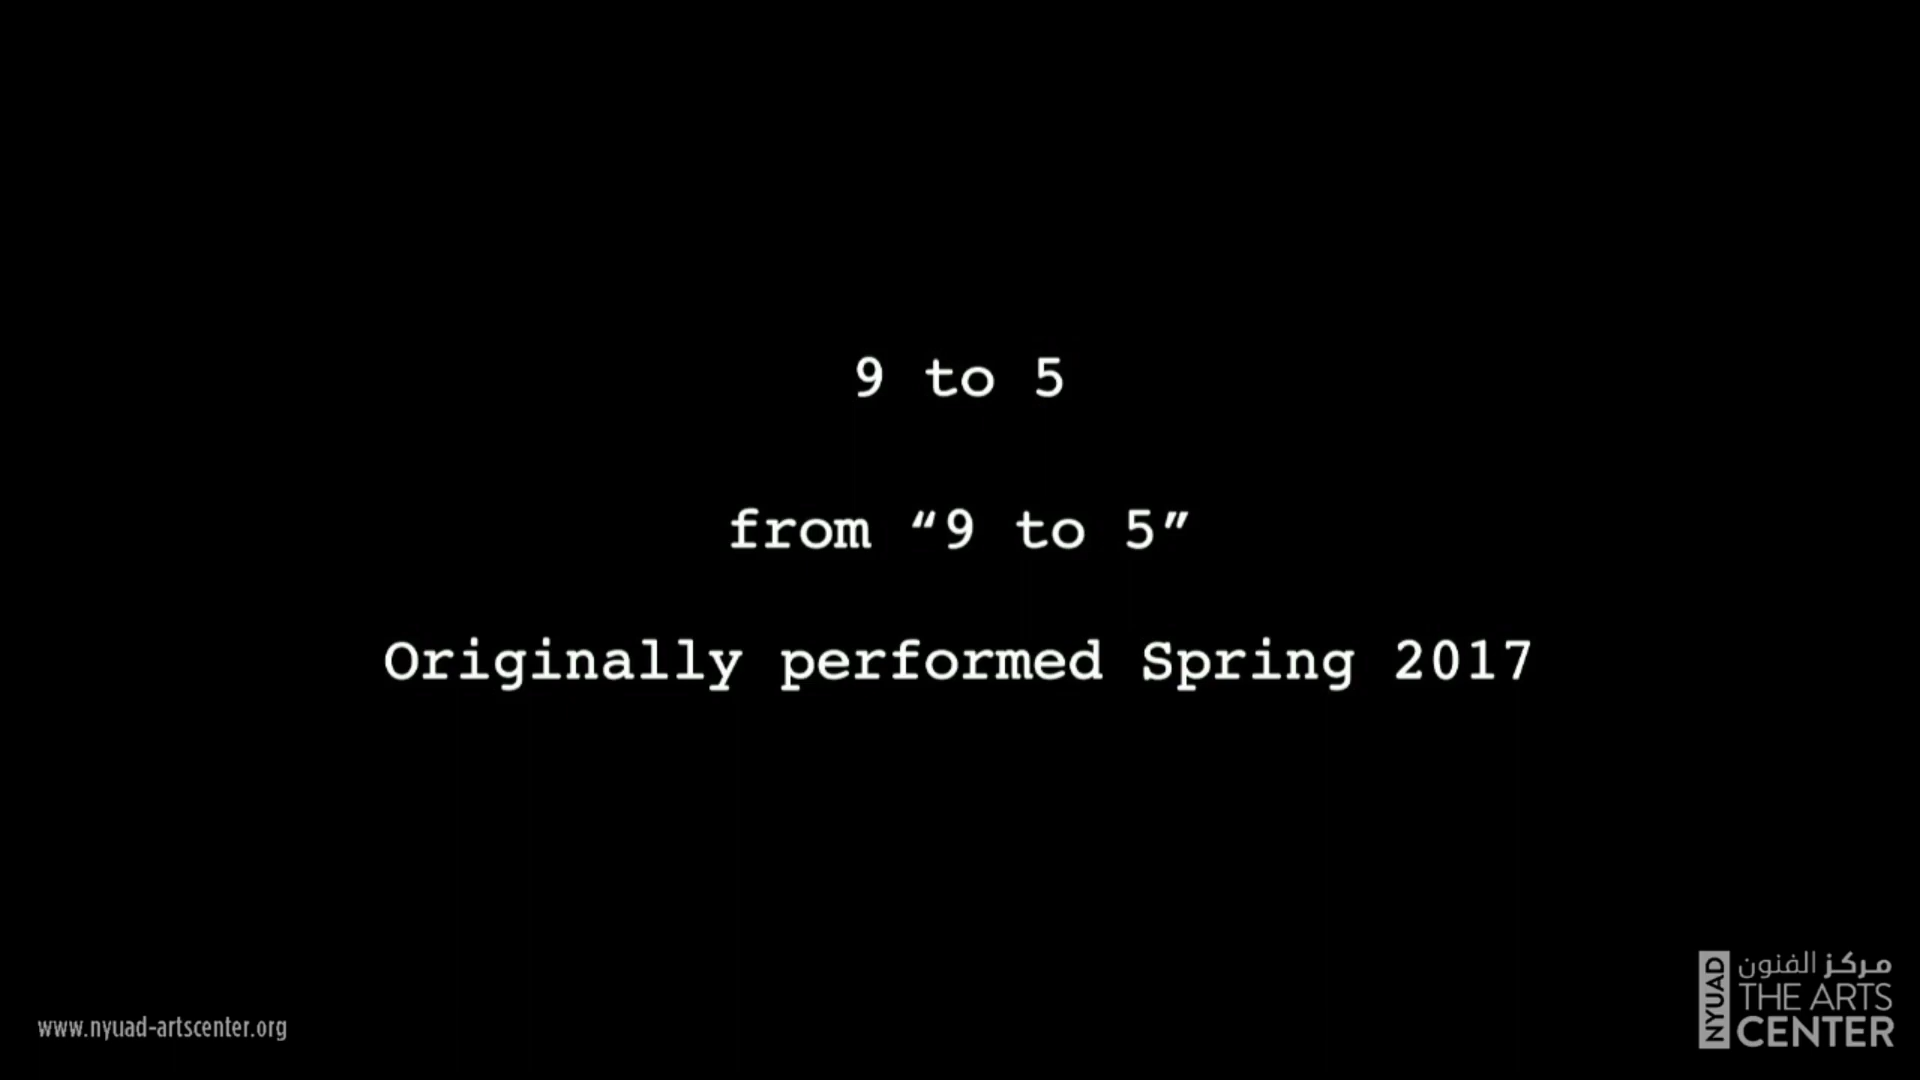 9 to 5
from “9 to 5”
Originally performed Spring 2017
www.nyuad-artscenter.org
NYUAD
مركز الفنون
THE ARTS
CENTER